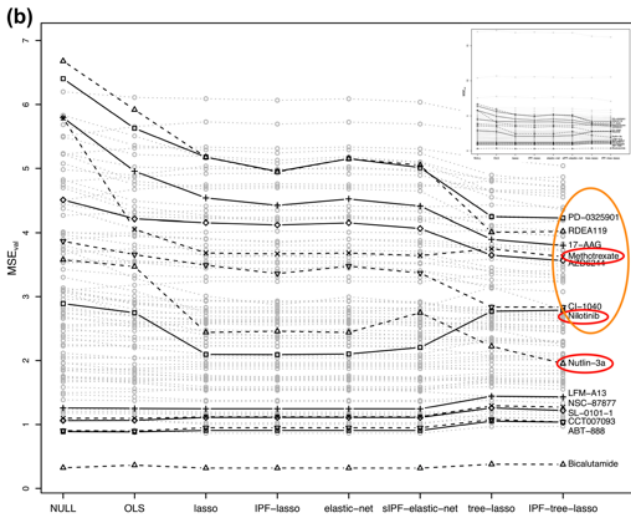 (b)
7
6
5
4
3
2
1
0
MSEval
PD-0325901
RDEA119
17-AAG
Methotrexate
AZD6244
CI-1040
Nilotinib
Nutlin-3a
LFM-A13
NSC-87877
SL-0101-1
CCT007093
ABT-888
Bicalutamide
NULL OLS lasso IPF-lasso elastic-net sIPF-elastic-net tree-lasso IPF-tree-lasso